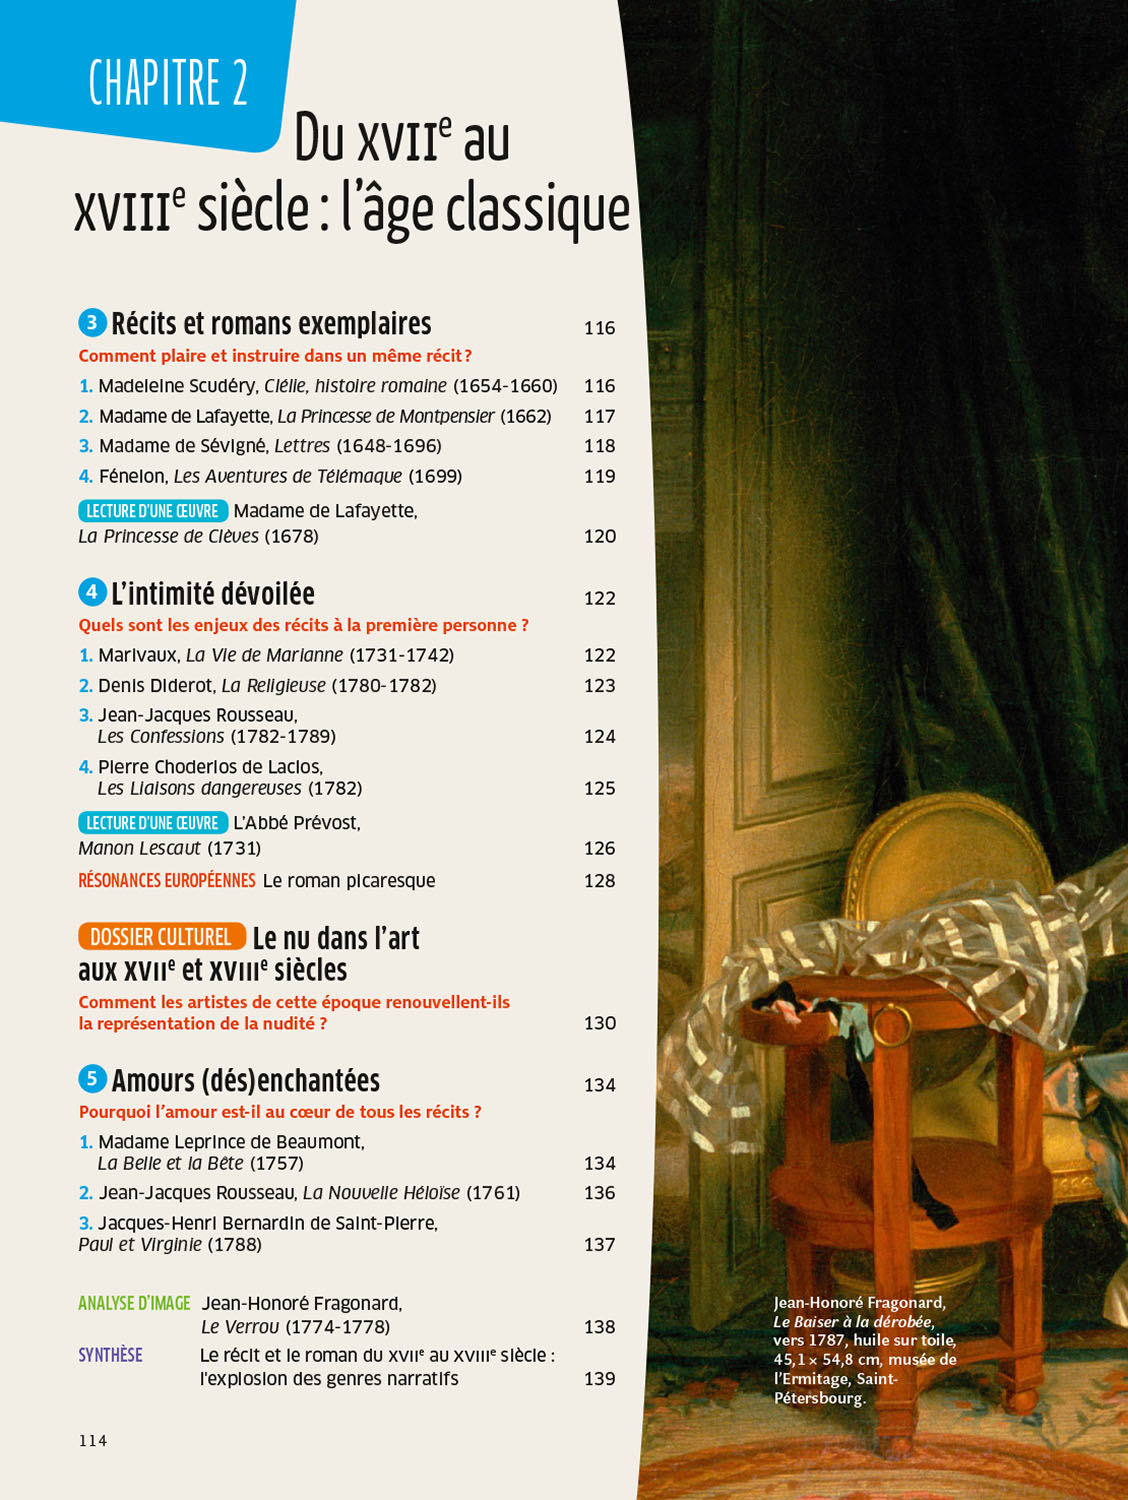 CHAPITRE 2
Du XVIIe au
XVIIIe siècle : l'âge classique
3 Récits et romans exemplaires 116
Comment plaire et instruire dans un même récit ?
1. Madeleine Scudéry, Clélie, histoire romaine (1654-1660) 116
2. Madame de Lafayette, La Princesse de Montpensier (1662) 117
3. Madame de Sévigné, Lettres (1648-1696) 118
4. Fénelon, Les Aventures de Télémaque (1699) 119
LECTURE D'UNE ŒUVRE Madame de Lafayette,
La Princesse de Clèves (1678) 120
4 L'intimité dévoilée 122
Quels sont les enjeux des récits à la première personne ?
1. Marivaux, La Vie de Marianne (1731-1742) 122
2. Denis Diderot, La Religieuse (1780-1782) 123
3. Jean-Jacques Rousseau,
Les Confessions (1782-1789) 124
4. Pierre Choderlos de Laclos,
Les Liaisons dangereuses (1782) 125
LECTURE D'UNE ŒUVRE L'Abbé Prévost,
Manon Lescaut (1731) 126
RÉSONANCES EUROPÉENNES Le roman picaresque 128
DOSSIER CULTUREL Le nu dans l'art
aux XVIIe et XVIIIe siècles
Comment les artistes de cette époque renouvellent-ils
la représentation de la nudité ? 130
5 Amours (dés)enchantées 134
Pourquoi l'amour est-il au cœur de tous les récits ?
1. Madame Leprince de Beaumont,
La Belle et la Bête (1757) 134
2. Jean-Jacques Rousseau, La Nouvelle Héloïse (1761) 136
3. Jacques-Henri Bernardin de Saint-Pierre,
Paul et Virginie (1788) 137
ANALYSE D'IMAGE Jean-Honoré Fragonard,
Le Verrou (1774-1778) 138
SYNTHÈSE Le récit et le roman du XVIIe au XVIIIe siècle :
l'explosion des genres narratifs 139
114
Jean-Honoré Fragonard,
Le Baiser à la dérobée,
vers 1787, huile sur toile,
45,1 × 54,8 cm, musée de
l'Ermitage, Saint-
Pétersbourg.